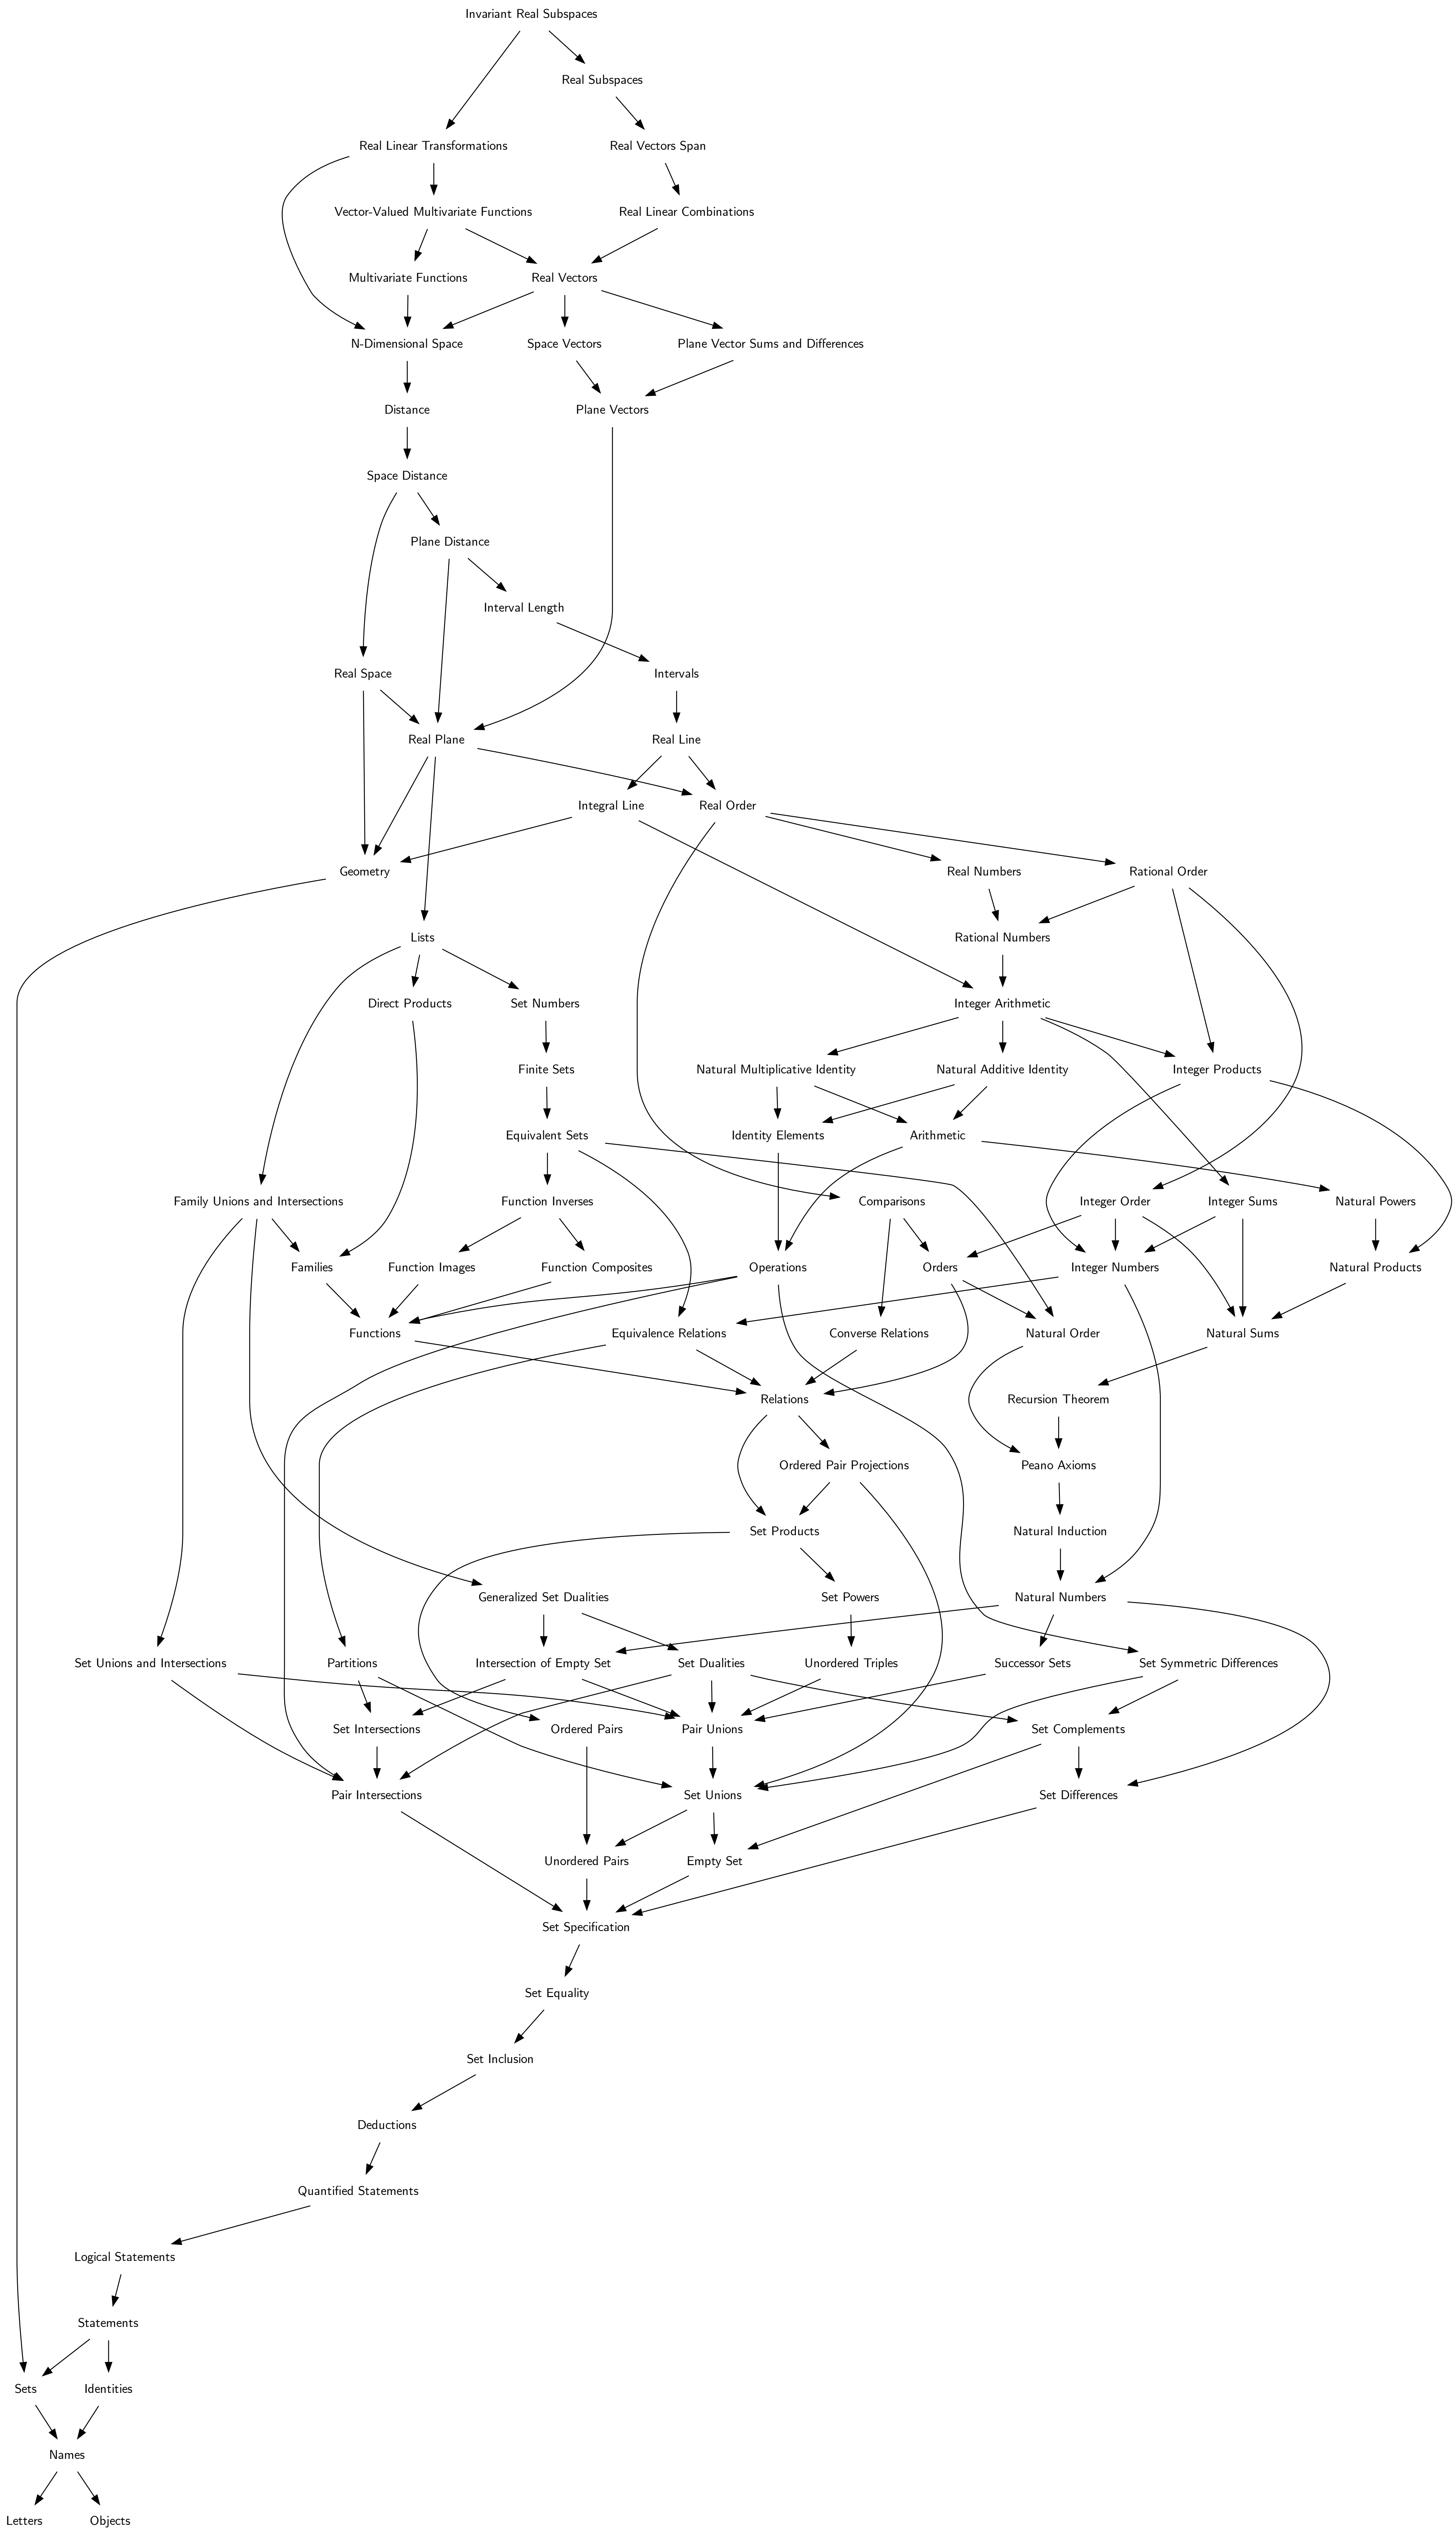 Invariant Real Subspaces
Real Subspaces
Real Linear Transformations
Real Vectors Span
Vector-Valued Multivariate Functions
Real Linear Combinations
Multivariate Functions
Real Vectors
N-Dimensional Space
Space Vectors
Plane Vector Sums and Differences
Distance
Plane Vectors
Space Distance
Plane Distance
Interval Length
Real Space
Intervals
Real Plane
Real Line
Integral Line
Real Order
Geometry
Real Numbers
Rational Order
Lists
Rational Numbers
Direct Products
Set Numbers
Integer Arithmetic
Finite Sets
Natural Multiplicative Identity
Natural Additive Identity
Integer Products
Equivalent Sets
Identity Elements
Arithmetic
Family Unions and Intersections
Function Inverses
Comparisons
Integer Order
Integer Sums
Natural Powers
Families
Function Images
Function Composites
Operations
Orders
Integer Numbers
Natural Products
Functions
Equivalence Relations
Converse Relations
Natural Order
Natural Sums
Relations
Recursion Theorem
Ordered Pair Projections
Peano Axioms
Set Products
Natural Induction
Generalized Set Dualities
Set Powers
Natural Numbers
Set Unions and Intersections
Partitions
Intersection of Empty Set
Set Dualities
Unordered Triples
Successor Sets
Set Symmetric Differences
Set Intersections
Ordered Pairs
Pair Unions
Set Complements
Pair Intersections
Set Unions
Set Differences
Unordered Pairs
Empty Set
Set Specification
Set Equality
Set Inclusion
Deductions
Quantified Statements
Logical Statements
Statements
Sets
Identities
Names
Letters
Objects